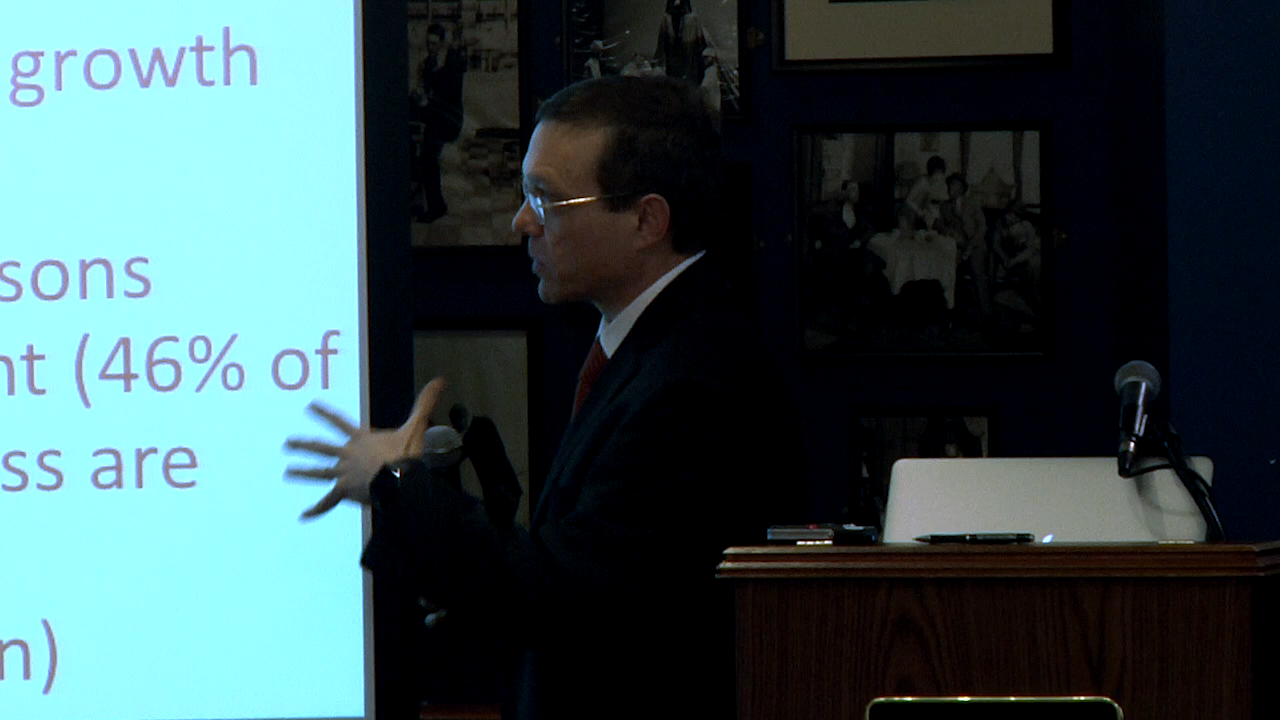 growth
sons
nt (46% of
ss are
n)